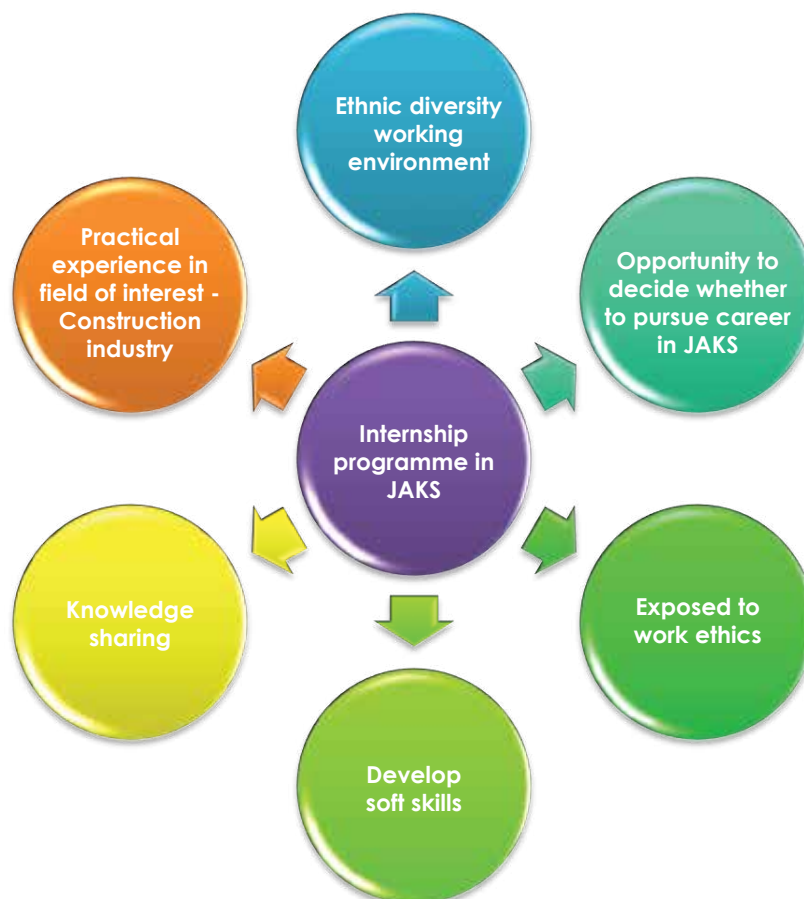 Ethnic diversity
working
environment
Practical
experience in
field of interest -
Construction
industry
Opportunity to
decide whether
to pursue career
in JAKS
Internship
programme in
JAKS
Knowledge
sharing
Exposed to
work ethics
Develop
soft skills